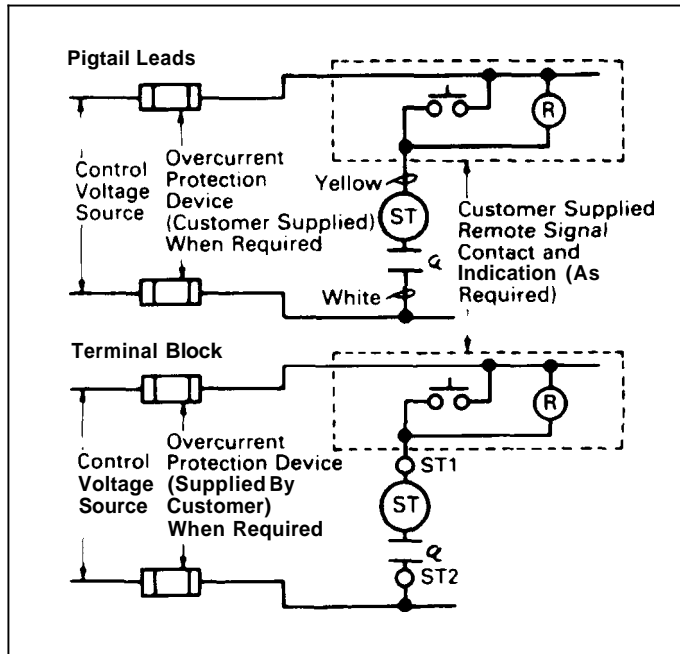 Pigtail Leads
R
Control
Voltage
Source
Overcurrent
Protection
Device
(Customer Supplied)
When Required
Yellow
ST
a
White
Customer Supplied
Remote Signal
Contact and
Indication (As
Required)
Terminal Block
R
Control
Voltage
Source
Overcurrent
Protection Device
(Supplied By
Customer)
When Required
ST1
ST
a
ST2